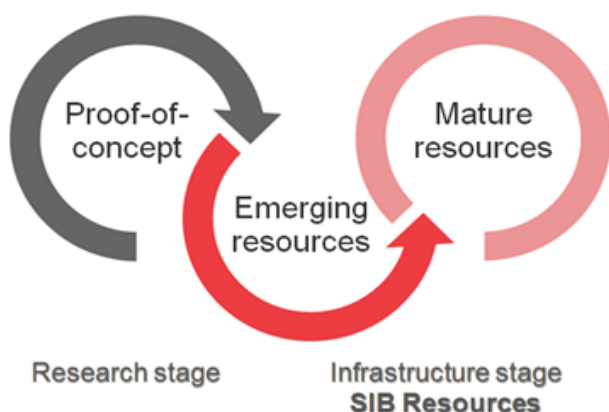 Proof-of-
concept
Mature
resources
Emerging
resources
Research stage
Infrastructure stage
SIB Resources